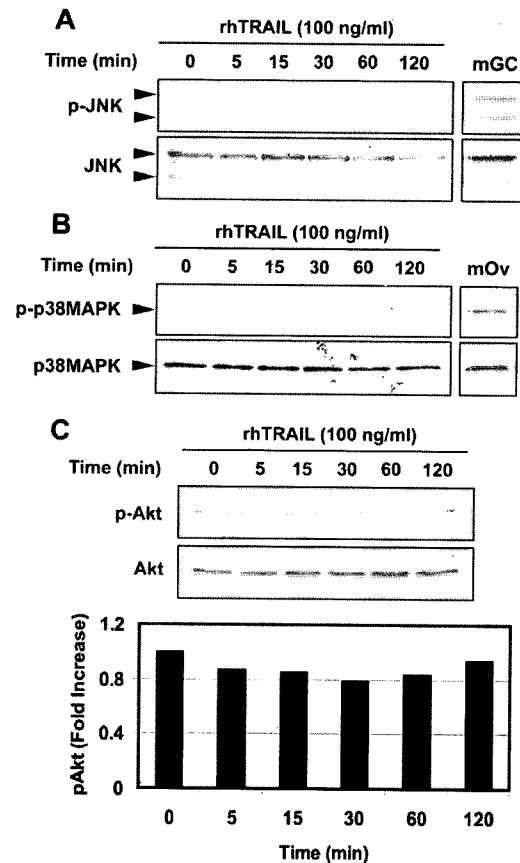 A
rhTRAIL (100 ng/ml)
Time (min) 0 5 15 30 60 120 mGC
p-JNK
JNK
B
rhTRAIL (100 ng/ml)
Time (min) 0 5 15 30 60 120 mOv
p-p38MAPK
p38MAPK
C
rhTRAIL (100 ng/ml)
Time (min) 0 5 15 30 60 120
p-Akt
Akt
pAkt (Fold Increase)
1.2
0.8
0.4
0
0 5 15 30 60 120
Time (min)